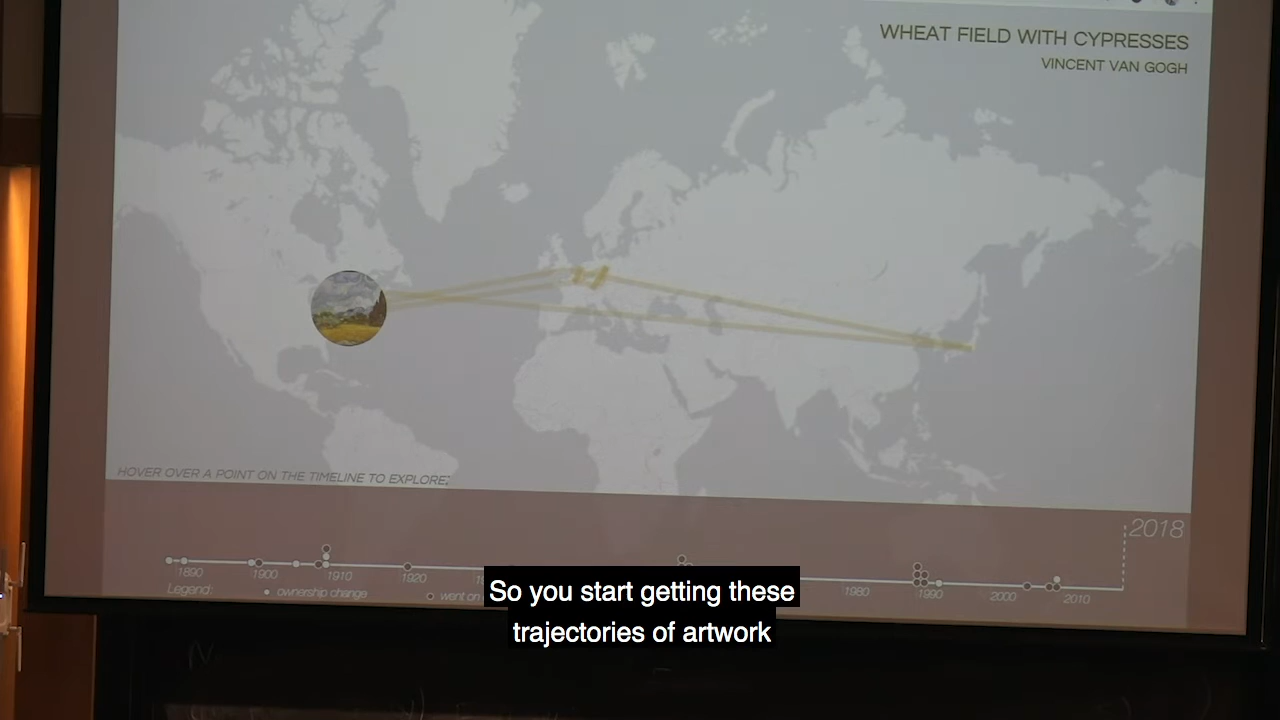 WHEAT FIELD WITH CYPRESSES
VINCENT VAN GOGH
HOVER OVER A POINT ON THE TIMELINE TO EXPLORE:
2018
1890 1900 1910 1920 1980 1990 2000 2010
Legend: ownership change went on
So you start getting these
trajectories of artwork